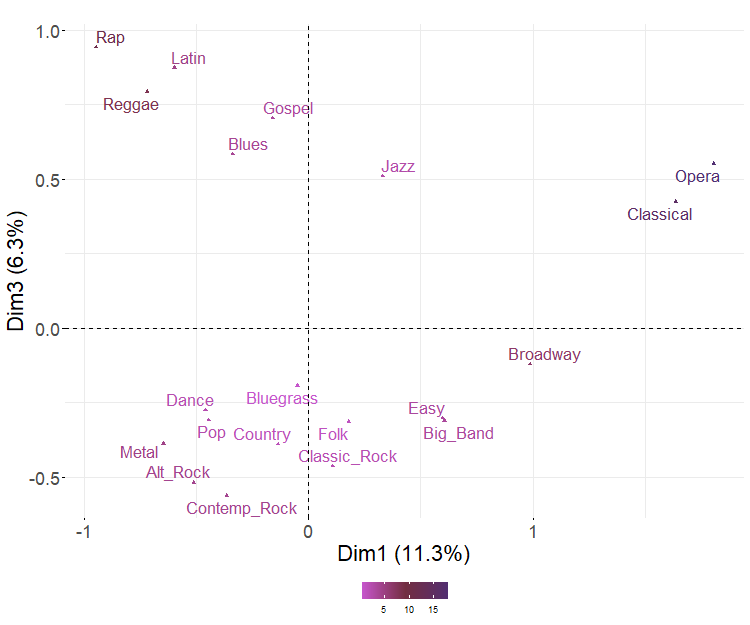 1.0
Rap
Latin
Reggae
Gospel
Blues
Jazz
0.5
Opera
Classical
Dim3 (6.3%)
0.0
Broadway
Dance
Bluegrass
Easy
Pop
Country
Folk
Big_Band
Metal
Classic_Rock
Alt_Rock
-0.5
Contemp_Rock
-1
0
1
Dim1 (11.3%)
5
10
15